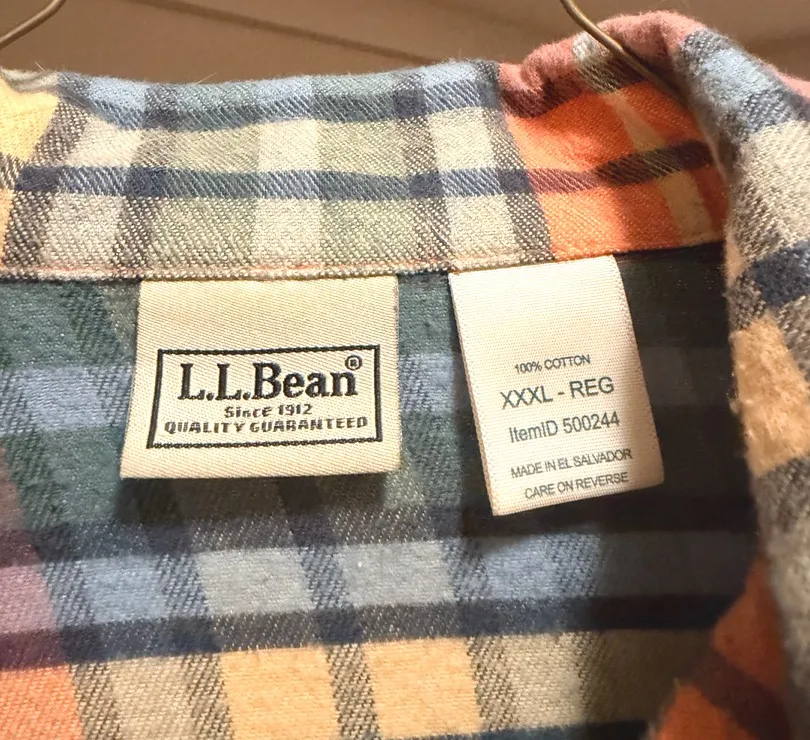 L.L.Bean®
Since 1912
QUALITY GUARANTEED
100% COTTON
XXXL - REG
ItemID 500244
MADE IN EL SALVADOR
CARE ON REVERSE